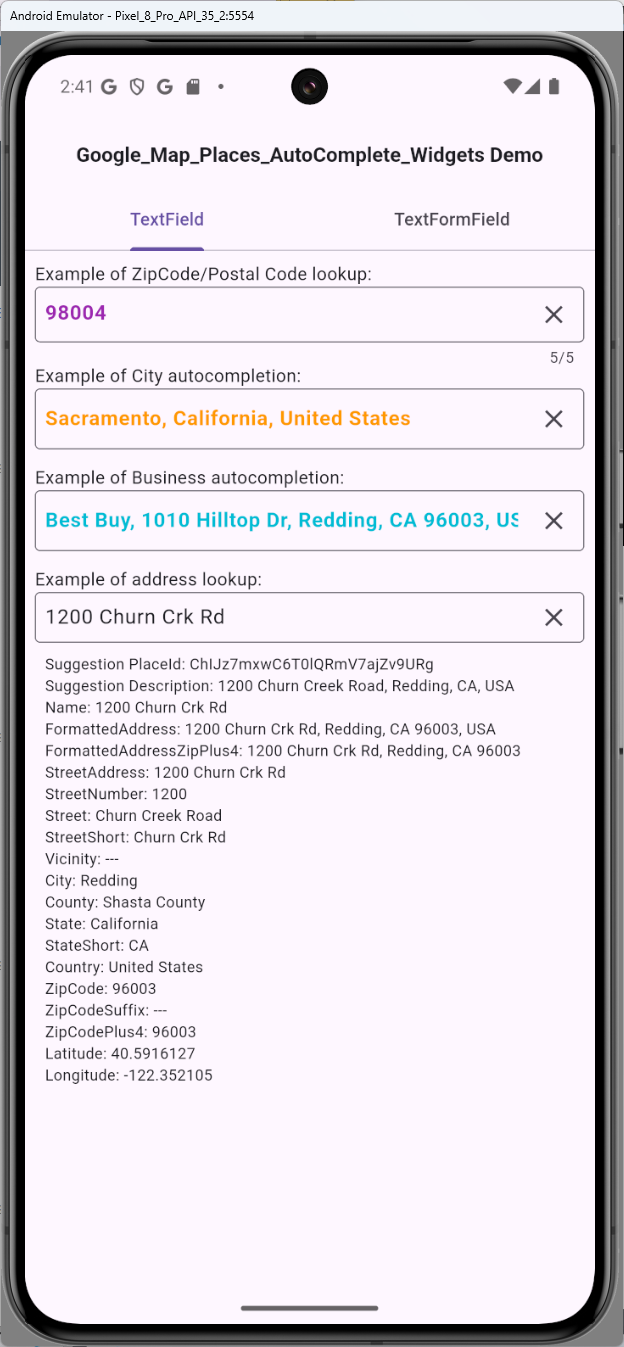 Android Emulator - Pixel_8_Pro_API_35_2:5554
2:41
Google_Map_Places_AutoComplete_Widgets Demo
TextField TextFormField
Example of ZipCode/Postal Code lookup:
98004
5/5
Example of City autocompletion:
Sacramento, California, United States
Example of Business autocompletion:
Best Buy, 1010 Hilltop Dr, Redding, CA 96003, US
Example of address lookup:
1200 Churn Crk Rd
Suggestion PlaceId: ChIJz7mxwC6T0lQRmV7ajZv9URg
Suggestion Description: 1200 Churn Creek Road, Redding, CA, USA
Name: 1200 Churn Crk Rd
FormattedAddress: 1200 Churn Crk Rd, Redding, CA 96003, USA
FormattedAddressZipPlus4: 1200 Churn Crk Rd, Redding, CA 96003
StreetAddress: 1200 Churn Crk Rd
StreetNumber: 1200
Street: Churn Creek Road
StreetShort: Churn Crk Rd
Vicinity: ---
City: Redding
County: Shasta County
State: California
StateShort: CA
Country: United States
ZipCode: 96003
ZipCodeSuffix: ---
ZipCodePlus4: 96003
Latitude: 40.5916127
Longitude: -122.352105